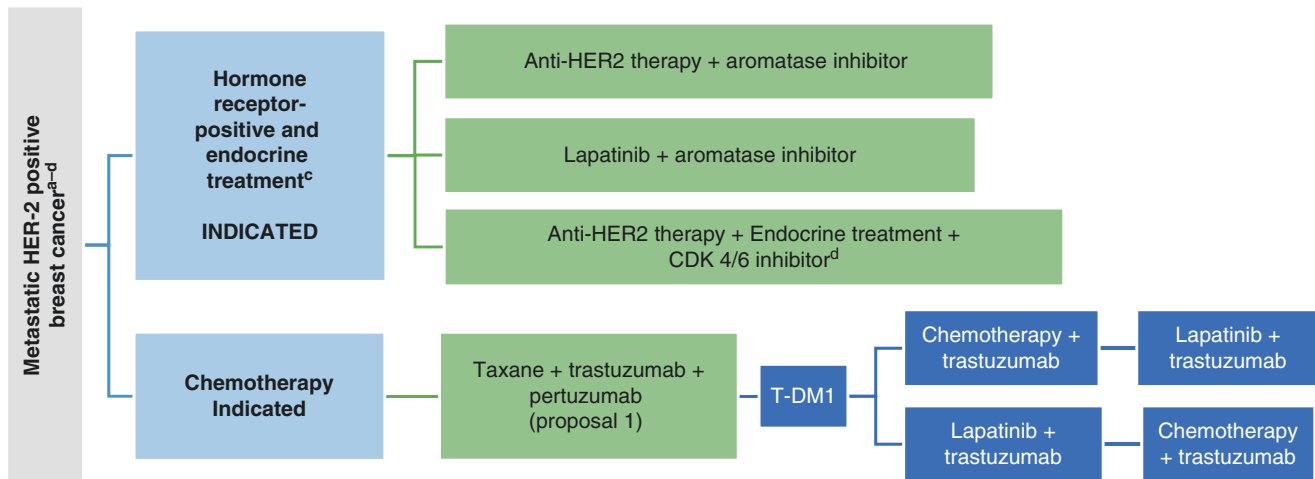 Metastatic HER-2 positive
breast cancerᵃ⁻ᵈ
Hormone
receptor-
positive and
endocrine
treatmentᶜ
INDICATED
Anti-HER2 therapy + aromatase inhibitor
Lapatinib + aromatase inhibitor
Anti-HER2 therapy + Endocrine treatment +
CDK 4/6 inhibitorᵈ
Chemotherapy
Indicated
Taxane + trastuzumab +
pertuzumab
(proposal 1)
T-DM1
Chemotherapy +
trastuzumab
Lapatinib +
trastuzumab
Lapatinib +
trastuzumab
Chemotherapy
+ trastuzumab